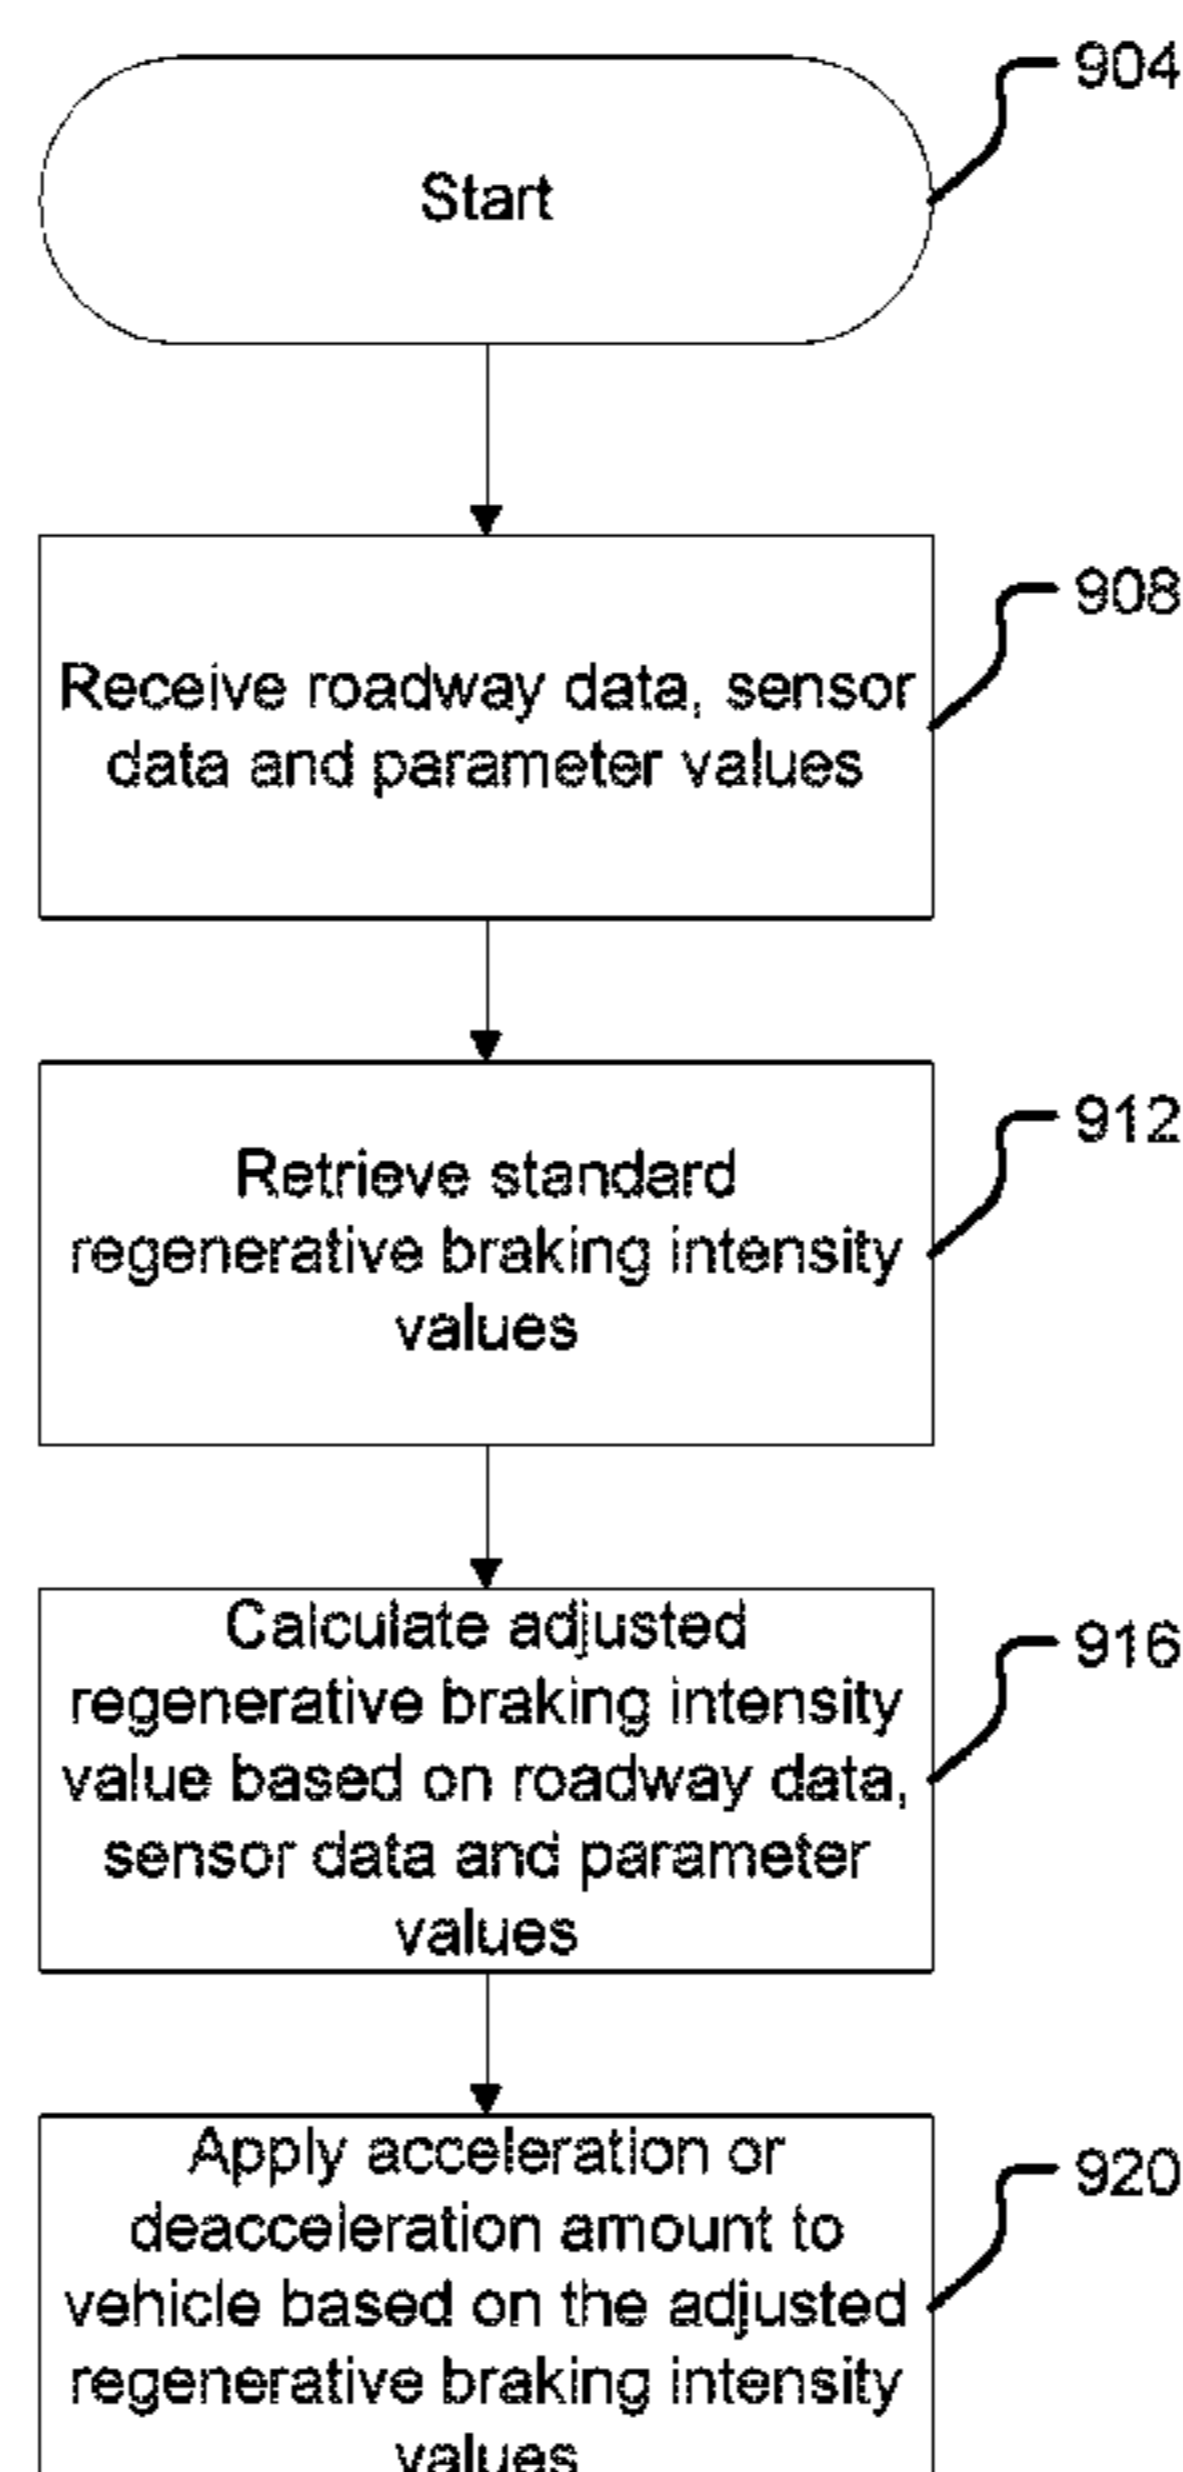 904
Start
908
Receive roadway data, sensor
data and parameter values
912
Retrieve standard
regenerative braking intensity
values
916
Calculate adjusted
regenerative braking intensity
value based on roadway data,
sensor data and parameter
values
920
Apply acceleration or
deacceleration amount to
vehicle based on the adjusted
regenerative braking intensity
values